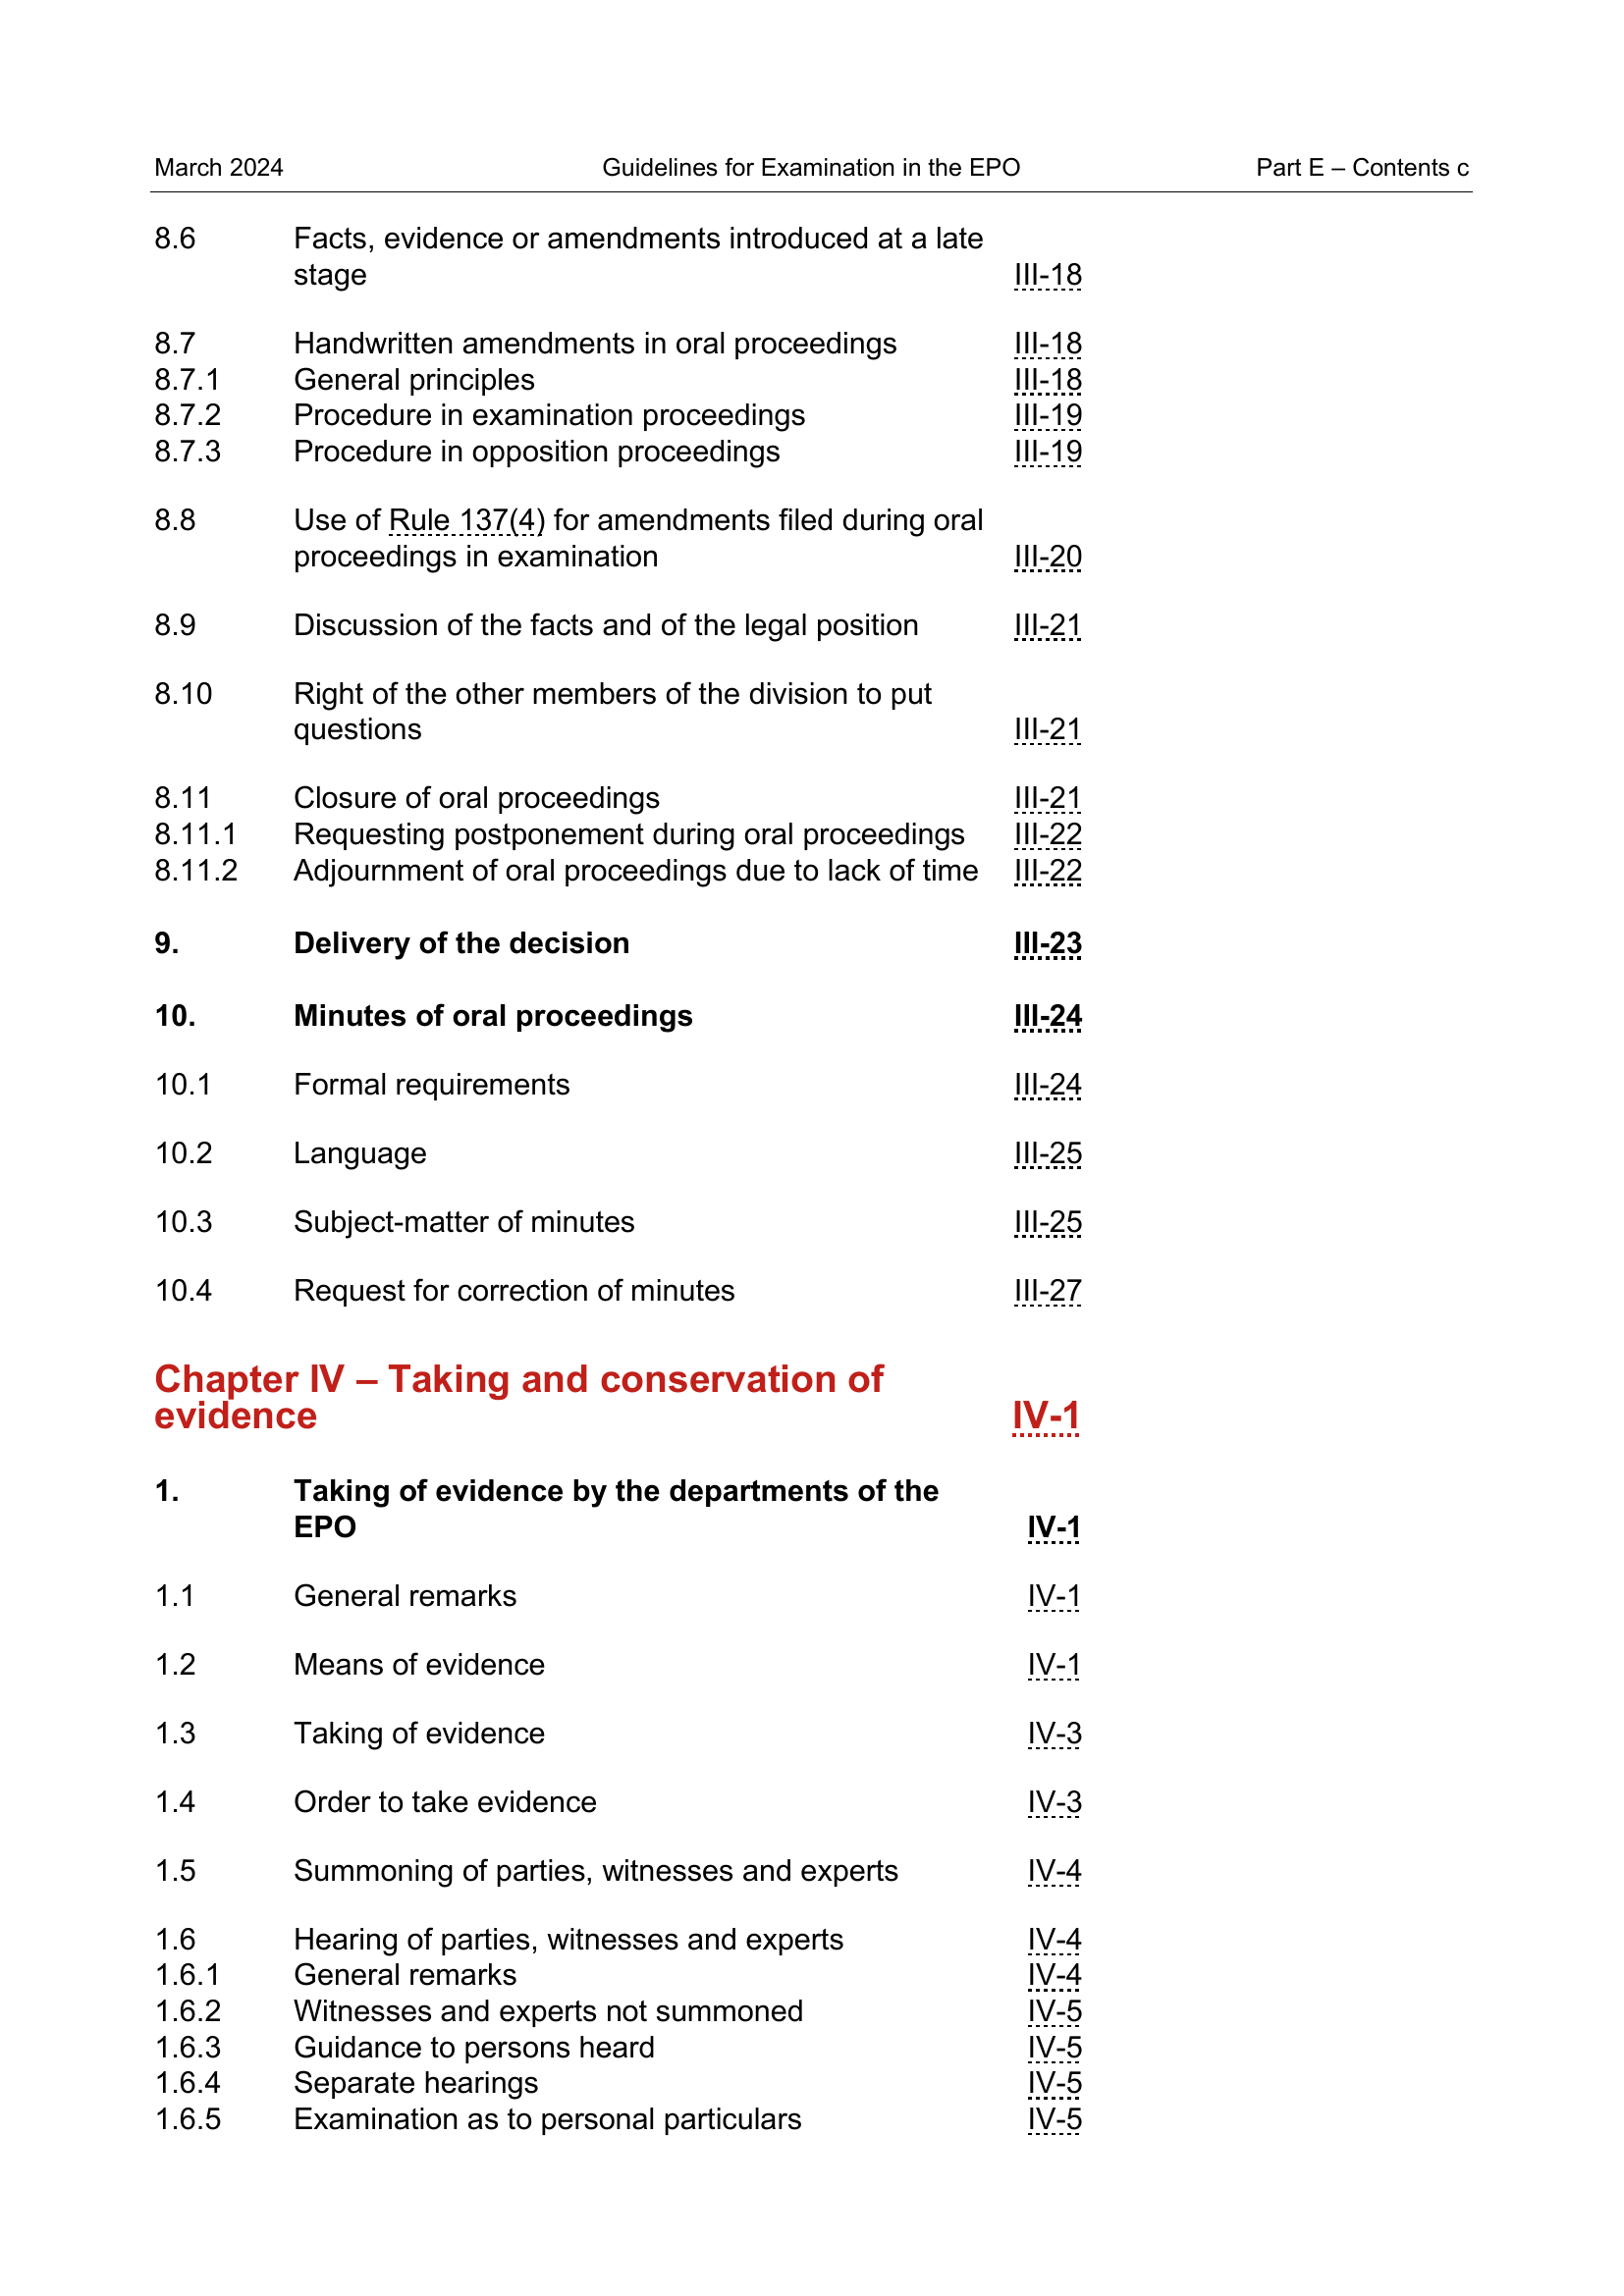 March 2024 Guidelines for Examination in the EPO Part E – Contents c
8.6 Facts, evidence or amendments introduced at a late
stage III-18
8.7 Handwritten amendments in oral proceedings III-18
8.7.1 General principles III-18
8.7.2 Procedure in examination proceedings III-19
8.7.3 Procedure in opposition proceedings III-19
8.8 Use of Rule 137(4) for amendments filed during oral
proceedings in examination III-20
8.9 Discussion of the facts and of the legal position III-21
8.10 Right of the other members of the division to put
questions III-21
8.11 Closure of oral proceedings III-21
8.11.1 Requesting postponement during oral proceedings III-22
8.11.2 Adjournment of oral proceedings due to lack of time III-22
9. Delivery of the decision III-23
10. Minutes of oral proceedings III-24
10.1 Formal requirements III-24
10.2 Language III-25
10.3 Subject-matter of minutes III-25
10.4 Request for correction of minutes III-27
Chapter IV – Taking and conservation of
evidence IV-1
1. Taking of evidence by the departments of the
EPO IV-1
1.1 General remarks IV-1
1.2 Means of evidence IV-1
1.3 Taking of evidence IV-3
1.4 Order to take evidence IV-3
1.5 Summoning of parties, witnesses and experts IV-4
1.6 Hearing of parties, witnesses and experts IV-4
1.6.1 General remarks IV-4
1.6.2 Witnesses and experts not summoned IV-5
1.6.3 Guidance to persons heard IV-5
1.6.4 Separate hearings IV-5
1.6.5 Examination as to personal particulars IV-5